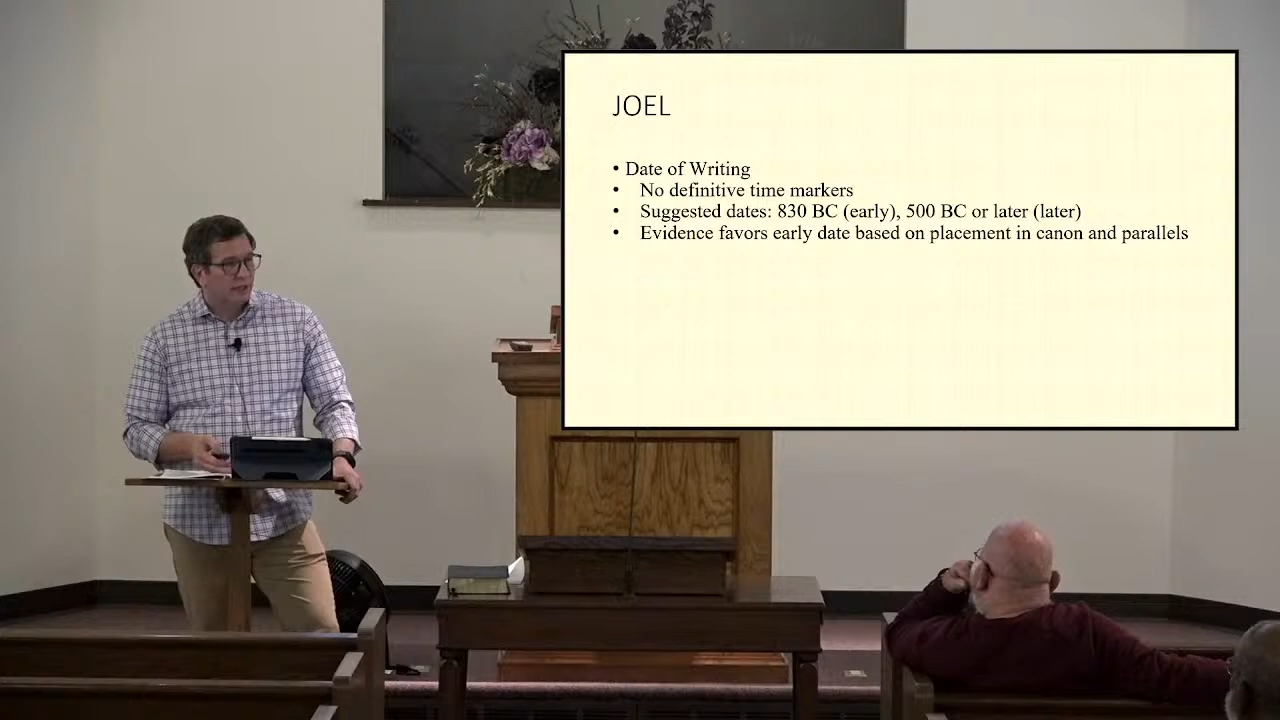 JOEL
• Date of Writing
• No definitive time markers
• Suggested dates: 830 BC (early), 500 BC or later (later)
• Evidence favors early date based on placement in canon and parallels